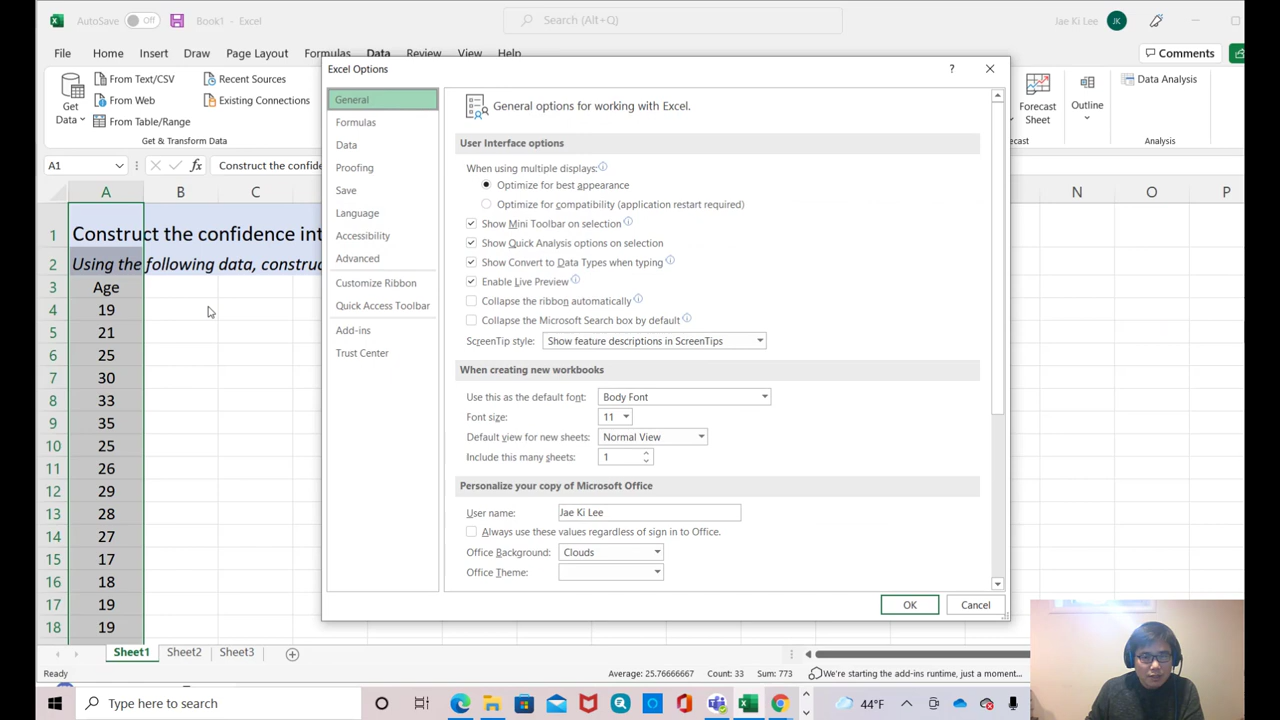 AutoSave Off Book1 - Excel Search (Alt+Q) Jae Ki Lee JK
File Home Insert Draw Page Layout Formulas Data Review View Help Comments
Get Data
From Text/CSV
From Web
From Table/Range
Recent Sources
Existing Connections
Get & Transform Data
Forecast Sheet
Outline
Data Analysis
Analysis
A1 fx Construct the confide
A B C N O P
1 Construct the confidence int
2 Using the following data, constru
3 Age
4 19
5 21
6 25
7 30
8 33
9 35
10 25
11 26
12 29
13 28
14 27
15 17
16 18
17 19
18 19
Excel Options ?
General
Formulas
Data
Proofing
Save
Language
Accessibility
Advanced
Customize Ribbon
Quick Access Toolbar
Add-ins
Trust Center
General options for working with Excel.
User Interface options
When using multiple displays:
Optimize for best appearance
Optimize for compatibility (application restart required)
Show Mini Toolbar on selection
Show Quick Analysis options on selection
Show Convert to Data Types when typing
Enable Live Preview
Collapse the ribbon automatically
Collapse the Microsoft Search box by default
ScreenTip style: Show feature descriptions in ScreenTips
When creating new workbooks
Use this as the default font: Body Font
Font size: 11
Default view for new sheets: Normal View
Include this many sheets: 1
Personalize your copy of Microsoft Office
User name: Jae Ki Lee
Always use these values regardless of sign in to Office.
Office Background: Clouds
Office Theme:
OK Cancel
Sheet1 Sheet2 Sheet3
Ready Average: 25.76666667 Count: 33 Sum: 773 We're starting the add-ins runtime, just a moment...
Type here to search 44°F